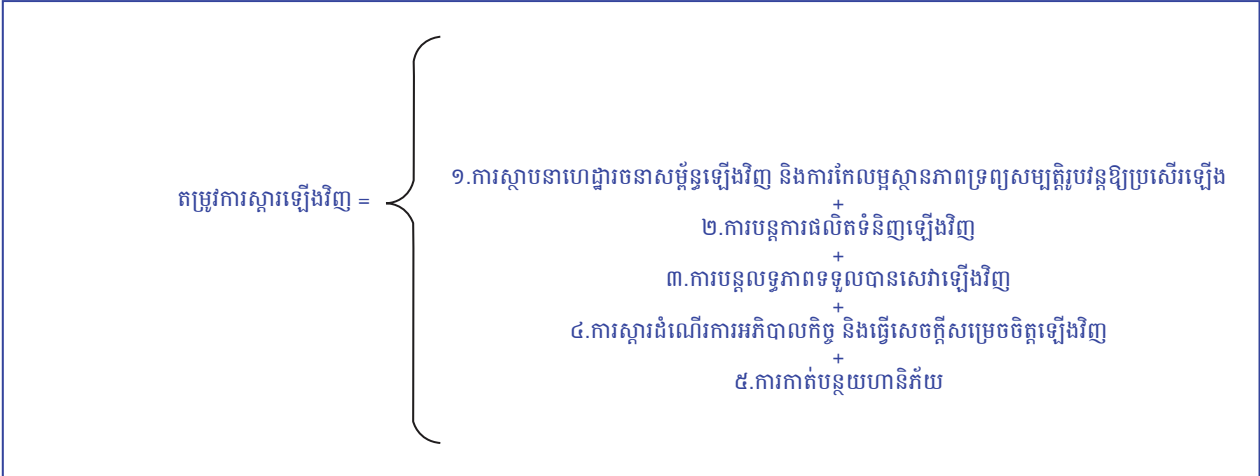 តម្រូវការស្តារឡើងវិញ =
១.ការស្ថាបនាហេដ្ឋារចនាសម្ព័ន្ធឡើងវិញ និងការកែលម្អស្ថានភាពទ្រព្យសម្បត្តិរូបវន្តឱ្យប្រសើរឡើង
+
២.ការបន្តការផលិតទំនិញឡើងវិញ
+
៣.ការបន្តលទ្ធភាពទទួលបានសេវាឡើងវិញ
+
៤.ការស្តារដំណើរការអភិបាលកិច្ច និងធ្វើសេចក្តីសម្រេចចិត្តឡើងវិញ
+
៥.ការកាត់បន្ថយហានិភ័យ